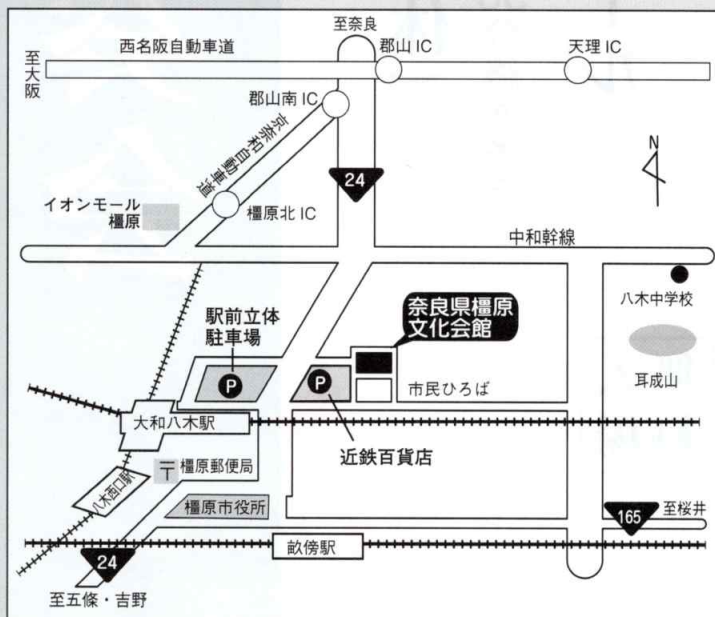 至奈良
西名阪自動車道
郡山 IC
天理 IC
至大阪
郡山南 IC
京奈和自動車道
24
N
イオンモール
橿原
橿原北 IC
中和幹線
八木中学校
駅前立体
駐車場
奈良県橿原
文化会館
耳成山
P
P
市民ひろば
大和八木駅
近鉄百貨店
〒橿原郵便局
八木西口駅
橿原市役所
165
至桜井
24
畝傍駅
至五條・吉野